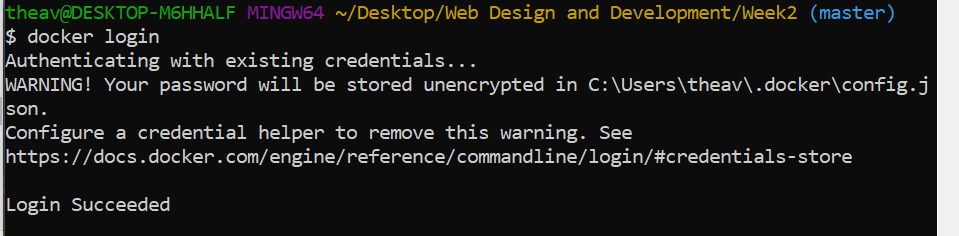 theav@DESKTOP-M6HHALF MINGW64 ~/Desktop/Web Design and Development/Week2 (master)
$ docker login
Authenticating with existing credentials...
WARNING! Your password will be stored unencrypted in C:\Users\theav\.docker\config.j
son.
Configure a credential helper to remove this warning. See
https://docs.docker.com/engine/reference/commandline/login/#credentials-store
Login Succeeded